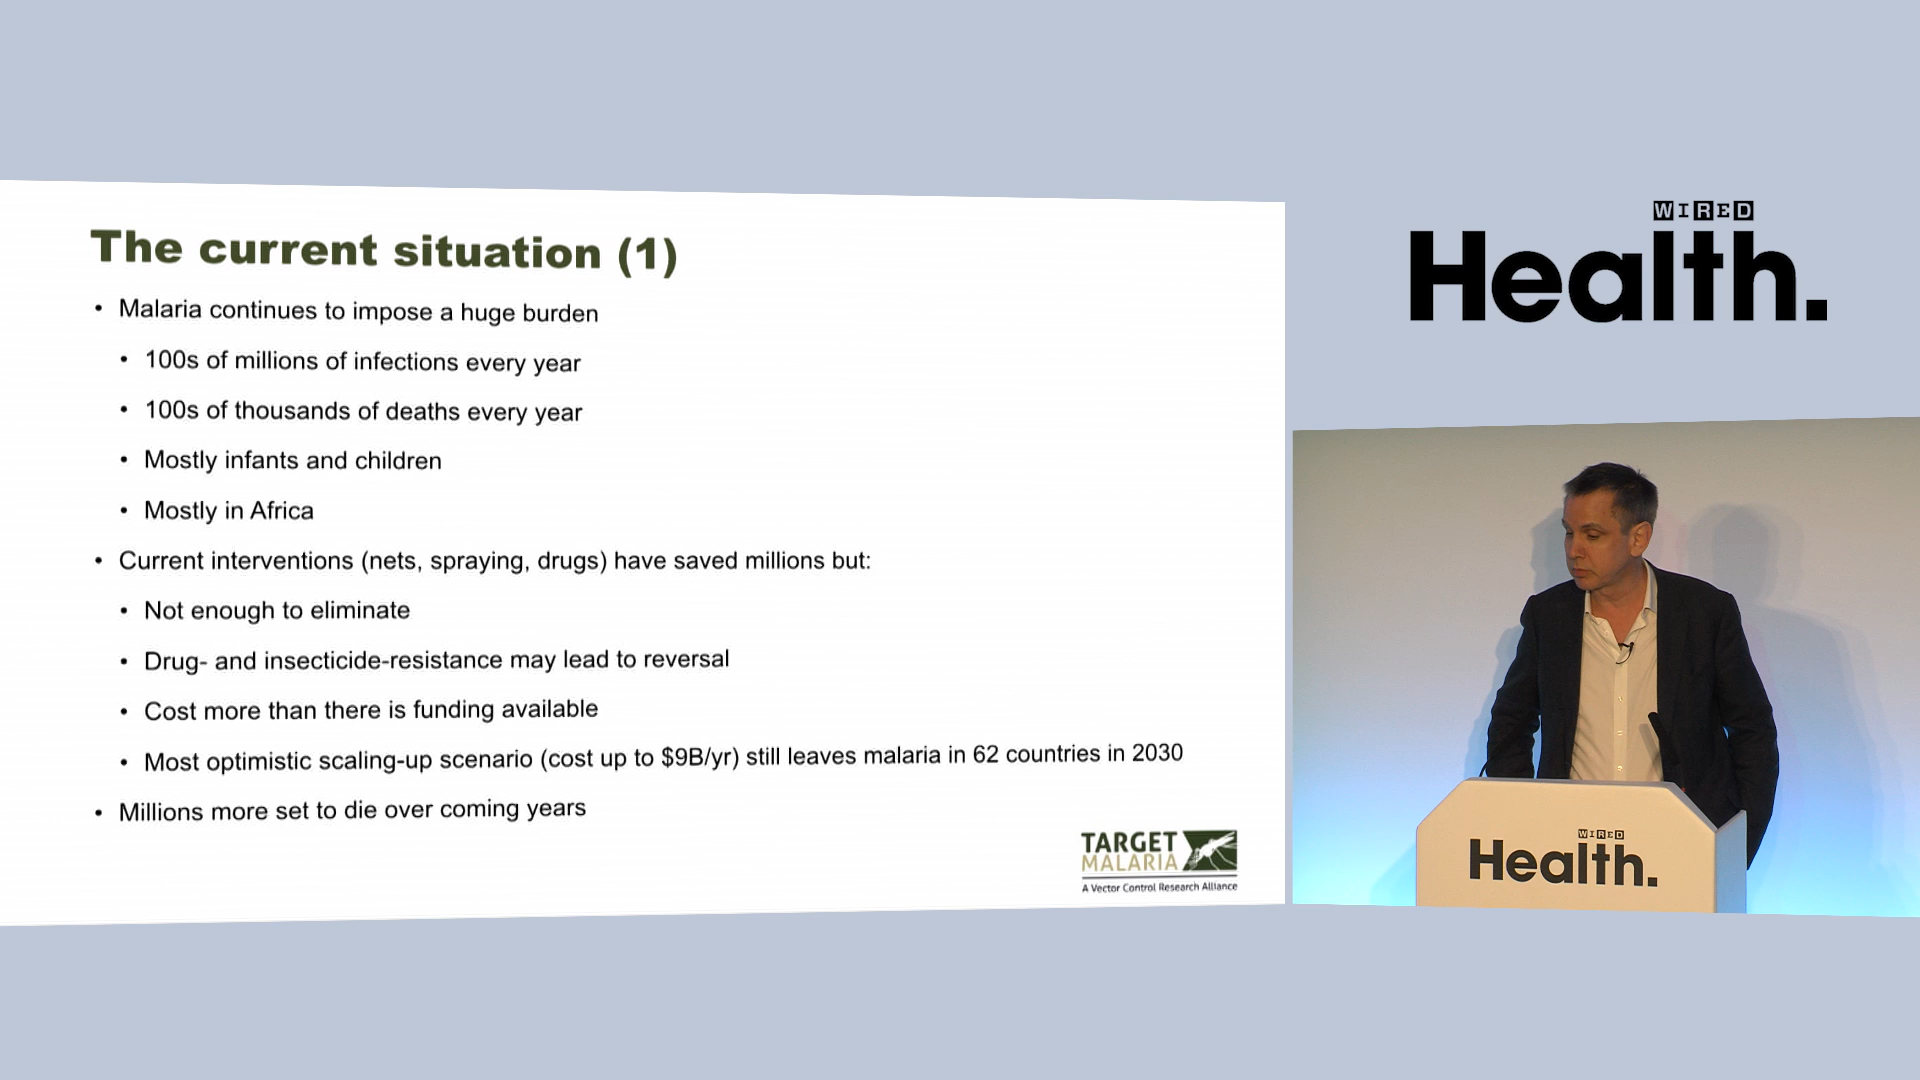 The current situation (1)
• Malaria continues to impose a huge burden
• 100s of millions of infections every year
• 100s of thousands of deaths every year
• Mostly infants and children
• Mostly in Africa
• Current interventions (nets, spraying, drugs) have saved millions but:
• Not enough to eliminate
• Drug- and insecticide-resistance may lead to reversal
• Cost more than there is funding available
• Most optimistic scaling-up scenario (cost up to $9B/yr) still leaves malaria in 62 countries in 2030
• Millions more set to die over coming years
TARGET
MALARIA
A Vector Control Research Alliance
WIRED
Health.
WIRED
Health.